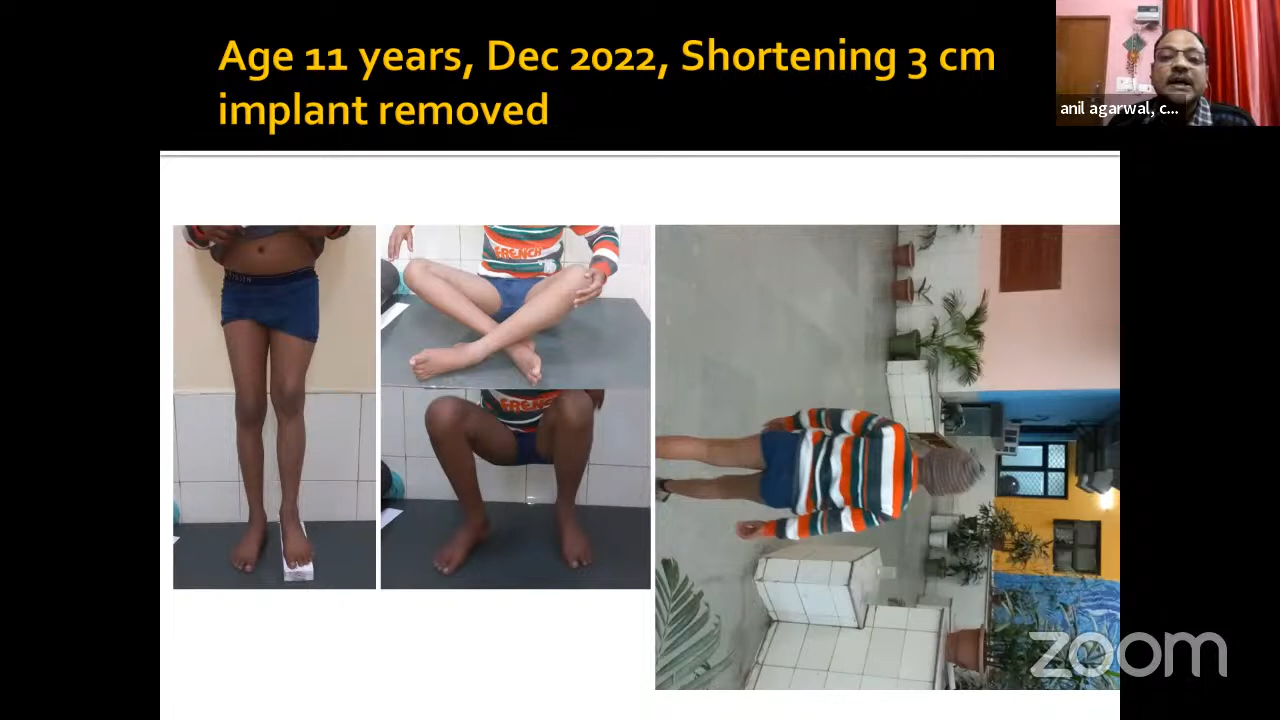 Age 11 years, Dec 2022, Shortening 3 cm
implant removed
anil agarwal, c...
FRENCH
FRENCH
zoom